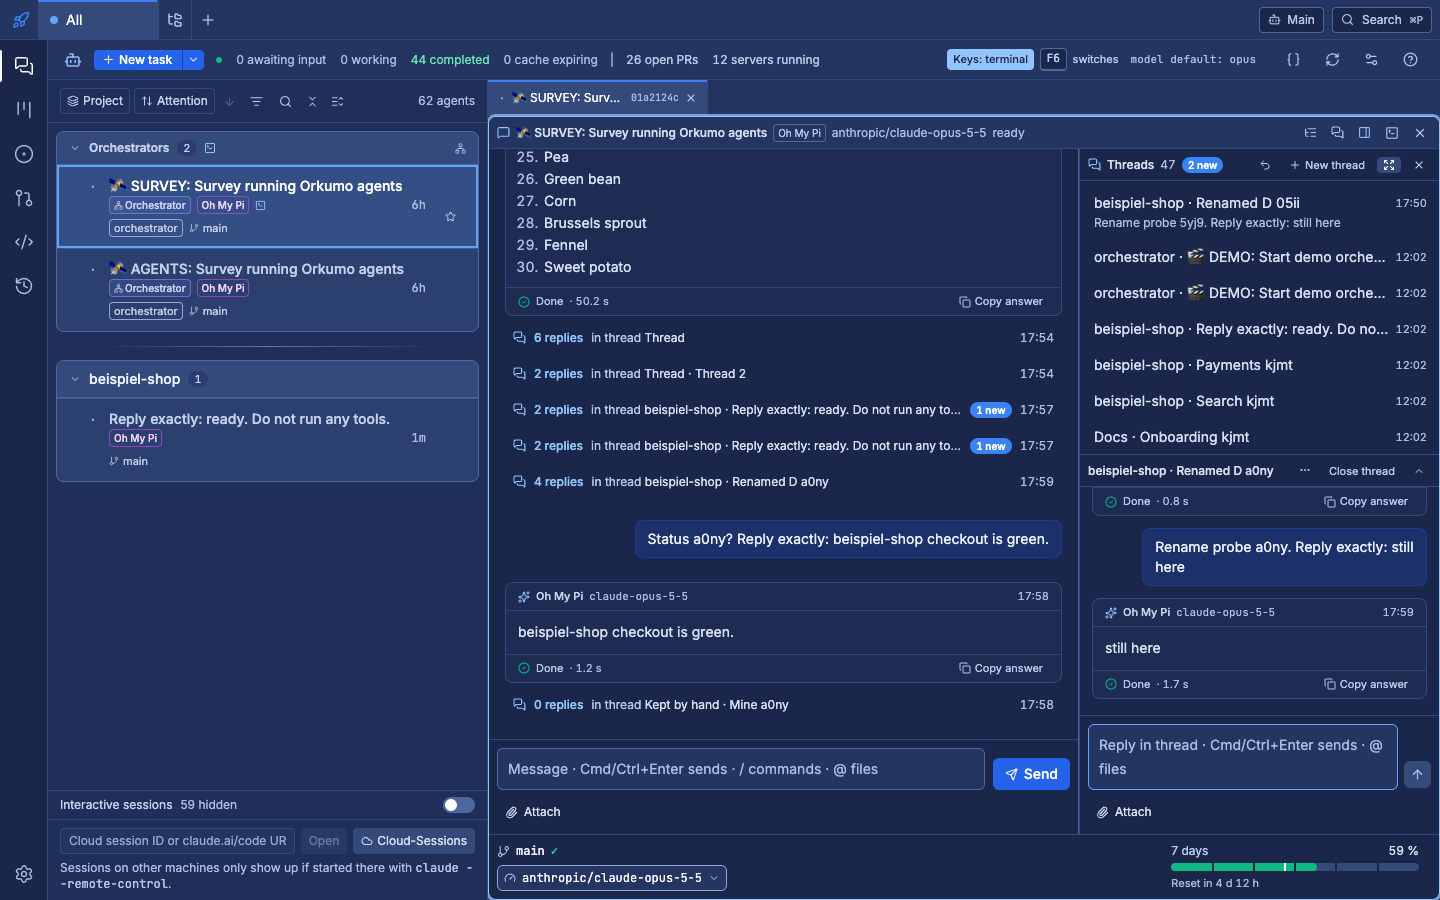 All
Main
Search ⌘P
New task
0 awaiting input
0 working
44 completed
0 cache expiring
26 open PRs
12 servers running
Keys: terminal
F6
switches
model default: opus
Project
Attention
62 agents
Orchestrators 2
SURVEY: Survey running Orkumo agents
Orchestrator
Oh My Pi
6h
orchestrator
main
AGENTS: Survey running Orkumo agents
Orchestrator
Oh My Pi
6h
orchestrator
main
beispiel-shop 1
Reply exactly: ready. Do not run any tools.
Oh My Pi
1m
main
Interactive sessions 59 hidden
Cloud session ID or claude.ai/code UR
Open
Cloud-Sessions
Sessions on other machines only show up if started there with claude -
-remote-control.
· SURVEY: Surv... 01a2124c
SURVEY: Survey running Orkumo agents
Oh My Pi
anthropic/claude-opus-5-5 ready
25. Pea
26. Green bean
27. Corn
28. Brussels sprout
29. Fennel
30. Sweet potato
Done · 50.2 s
Copy answer
6 replies in thread Thread 17:54
2 replies in thread Thread · Thread 2 17:54
2 replies in thread beispiel-shop · Reply exactly: ready. Do not run any to... 1 new 17:57
2 replies in thread beispiel-shop · Reply exactly: ready. Do not run any to... 1 new 17:57
4 replies in thread beispiel-shop · Renamed D a0ny 17:59
Status a0ny? Reply exactly: beispiel-shop checkout is green.
Oh My Pi claude-opus-5-5 17:58
beispiel-shop checkout is green.
Done · 1.2 s
Copy answer
0 replies in thread Kept by hand · Mine a0ny 17:58
Message · Cmd/Ctrl+Enter sends · / commands · @ files
Send
Attach
main ✓
anthropic/claude-opus-5-5
Threads 47 2 new
New thread
beispiel-shop · Renamed D 05ii 17:50
Rename probe 5yj9. Reply exactly: still here
orchestrator · 🎬 DEMO: Start demo orche... 12:02
orchestrator · 🎬 DEMO: Start demo orche... 12:02
beispiel-shop · Reply exactly: ready. Do no... 12:02
beispiel-shop · Payments kjmt 12:02
beispiel-shop · Search kjmt 12:02
Docs · Onboarding kjmt 12:02
beispiel-shop · Renamed D a0ny
Close thread
Done · 0.8 s
Copy answer
Rename probe a0ny. Reply exactly: still
here
Oh My Pi claude-opus-5-5 17:59
still here
Done · 1.7 s
Copy answer
Reply in thread · Cmd/Ctrl+Enter sends · @
files
Attach
7 days 59 %
Reset in 4 d 12 h